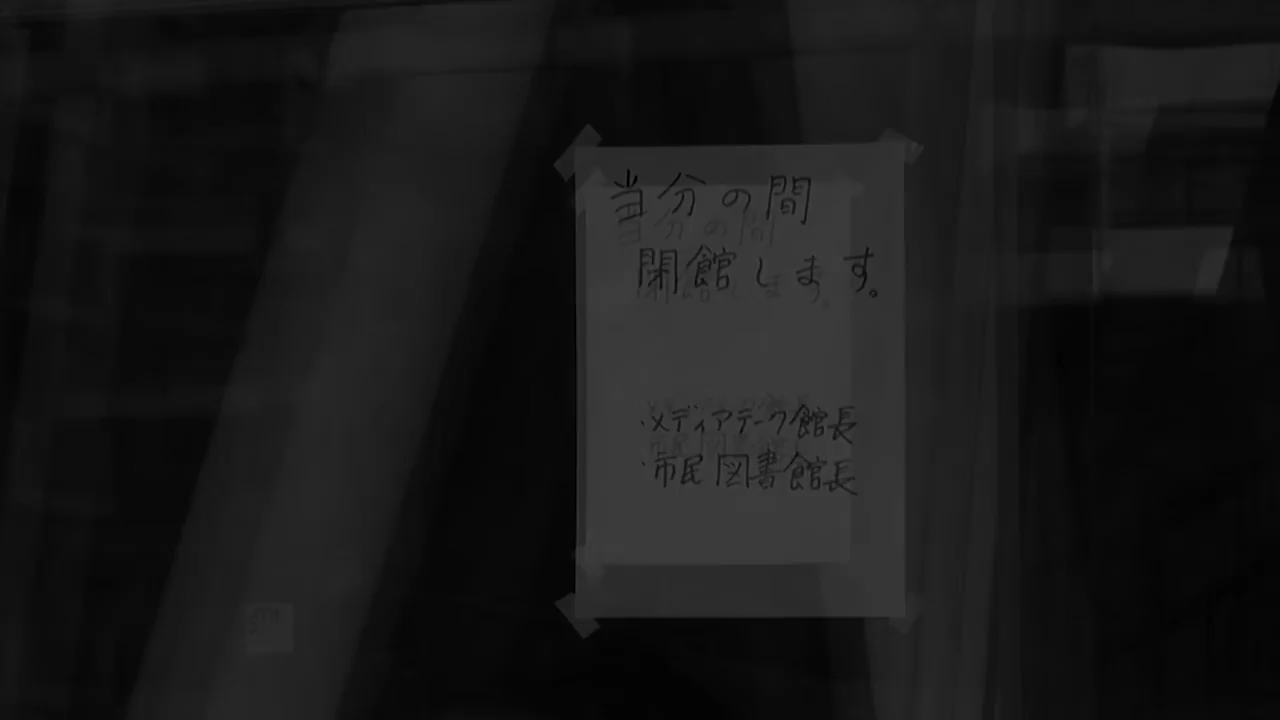 当分の間
閉館します。
・メディアテーク館長
・市民図書館長